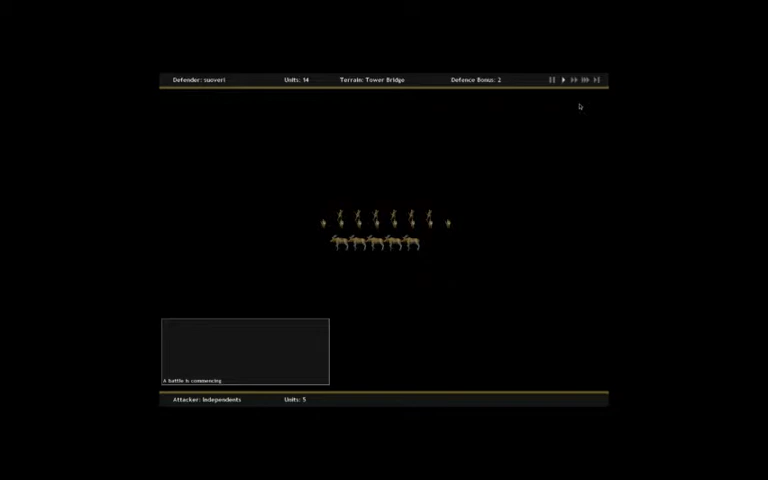 Defender: suoveri Units: 14 Terrain: Tower Bridge Defence Bonus: 2
A battle is commencing
Attacker: Independents Units: 5